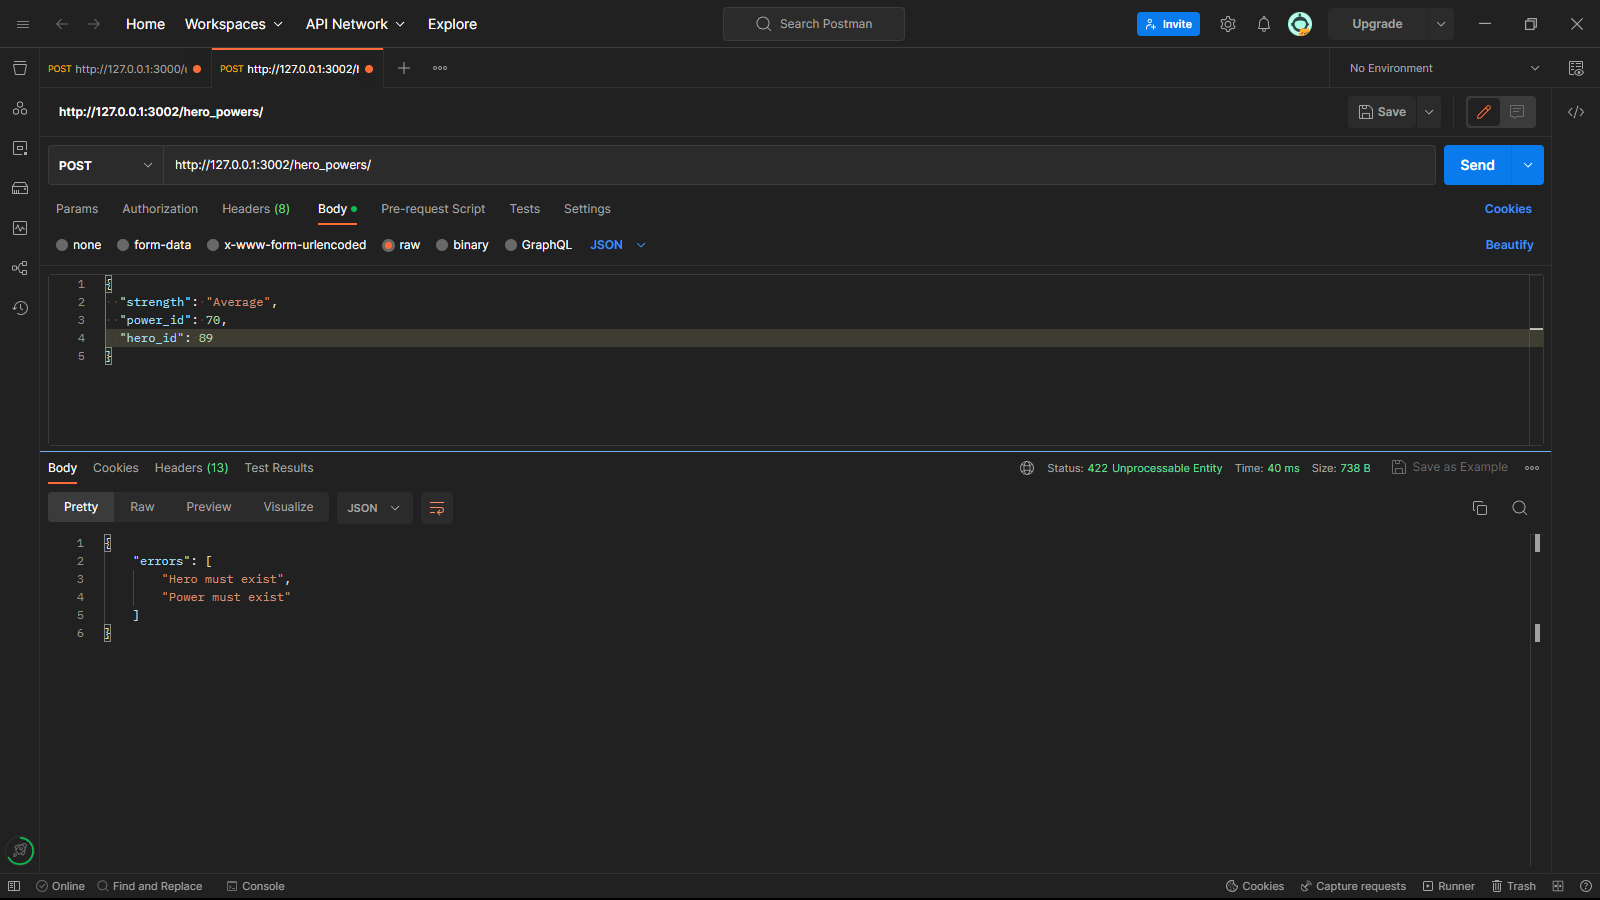 Home Workspaces API Network Explore Search Postman Invite Upgrade
POST http://127.0.0.1:3000/ POST http://127.0.0.1:3002/ No Environment
http://127.0.0.1:3002/hero_powers/ Save
POST http://127.0.0.1:3002/hero_powers/ Send
Params Authorization Headers (8) Body Pre-request Script Tests Settings Cookies
none form-data x-www-form-urlencoded raw binary GraphQL JSON Beautify
1 {
2 "strength": "Average",
3 "power_id": 70,
4 "hero_id": 89
5 }
Body Cookies Headers (13) Test Results Status: 422 Unprocessable Entity Time: 40 ms Size: 738 B Save as Example
Pretty Raw Preview Visualize JSON
1 {
2 "errors": [
3 "Hero must exist",
4 "Power must exist"
5 ]
6 }
Online Find and Replace Console Cookies Capture requests Runner Trash